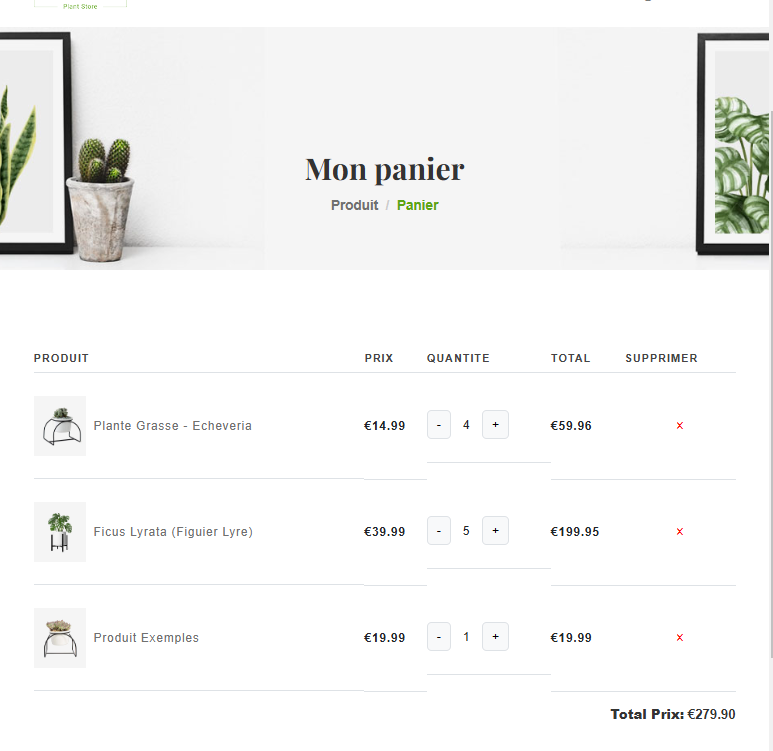 Plant Store
Mon panier
Produit / Panier
PRODUIT PRIX QUANTITE TOTAL SUPPRIMER
Plante Grasse - Echeveria €14.99 - 4 + €59.96 x
Ficus Lyrata (Figuier Lyre) €39.99 - 5 + €199.95 x
Produit Exemples €19.99 - 1 + €19.99 x
Total Prix: €279.90